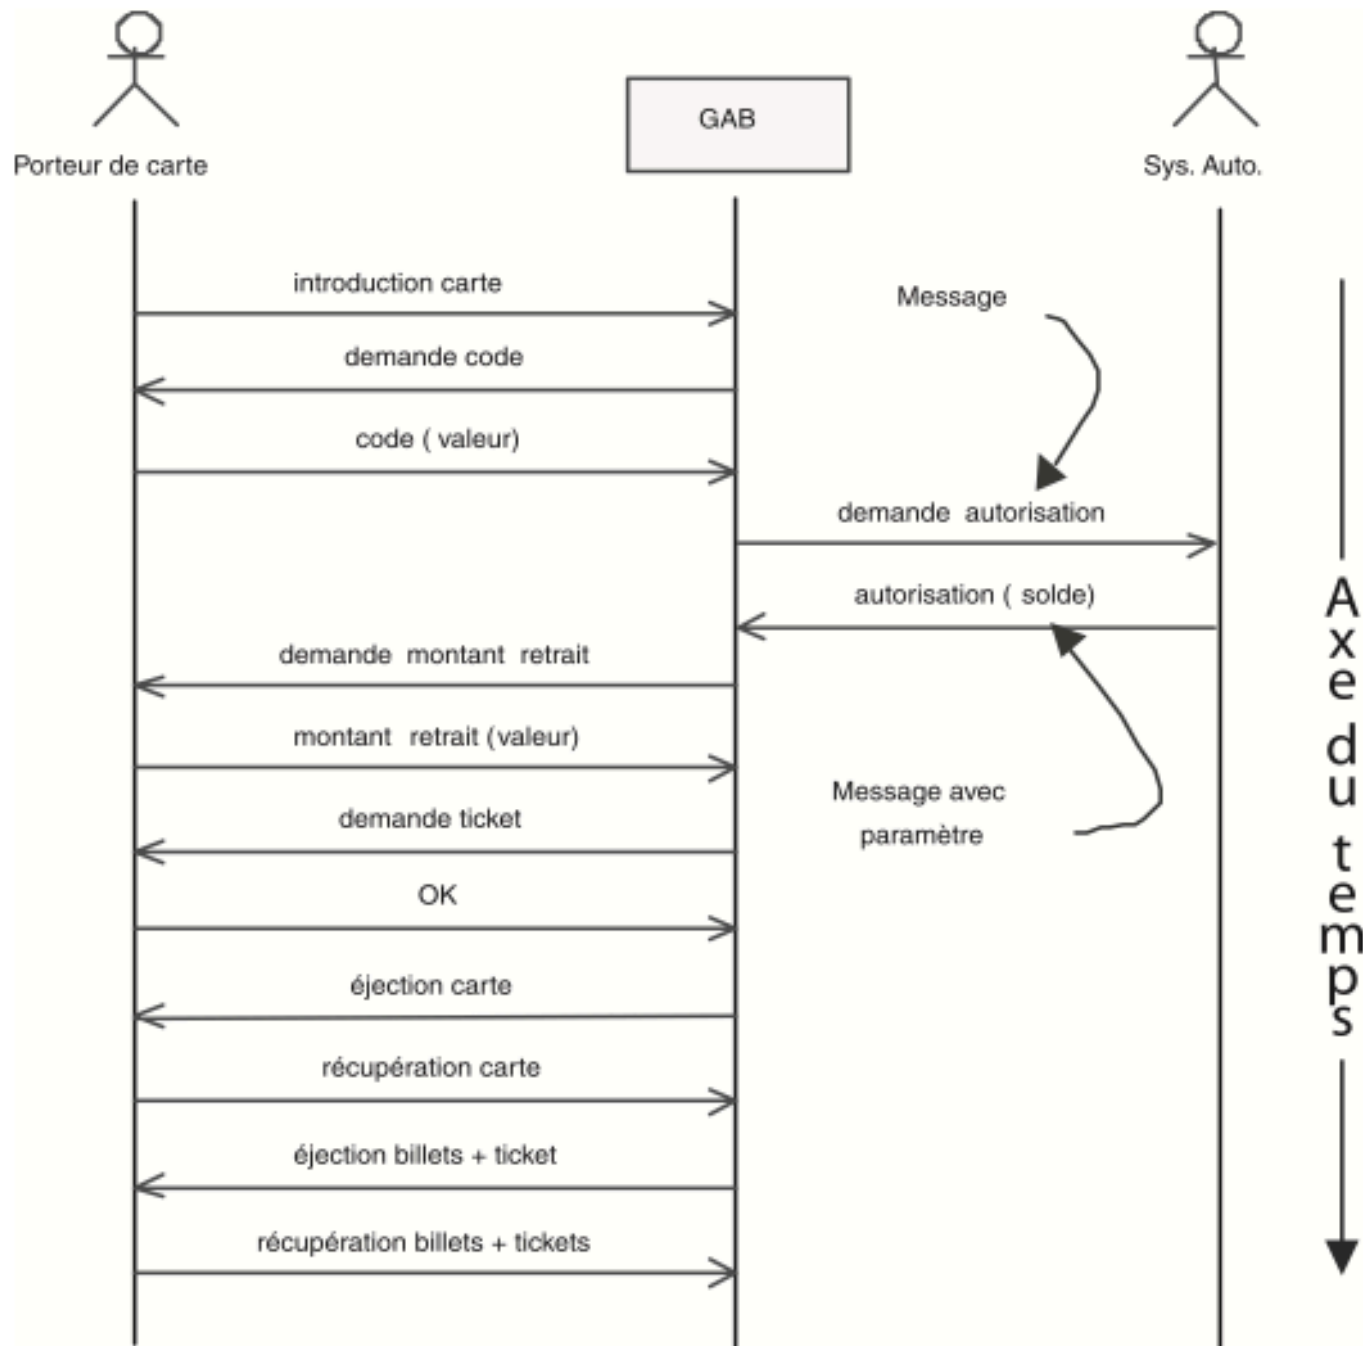 GAB
Porteur de carte
Sys. Auto.
introduction carte
Message
demande code
code ( valeur)
demande autorisation
autorisation ( solde)
demande montant retrait
montant retrait (valeur)
Message avec
paramètre
demande ticket
OK
éjection carte
récupération carte
éjection billets + ticket
récupération billets + tickets
Axe du temps